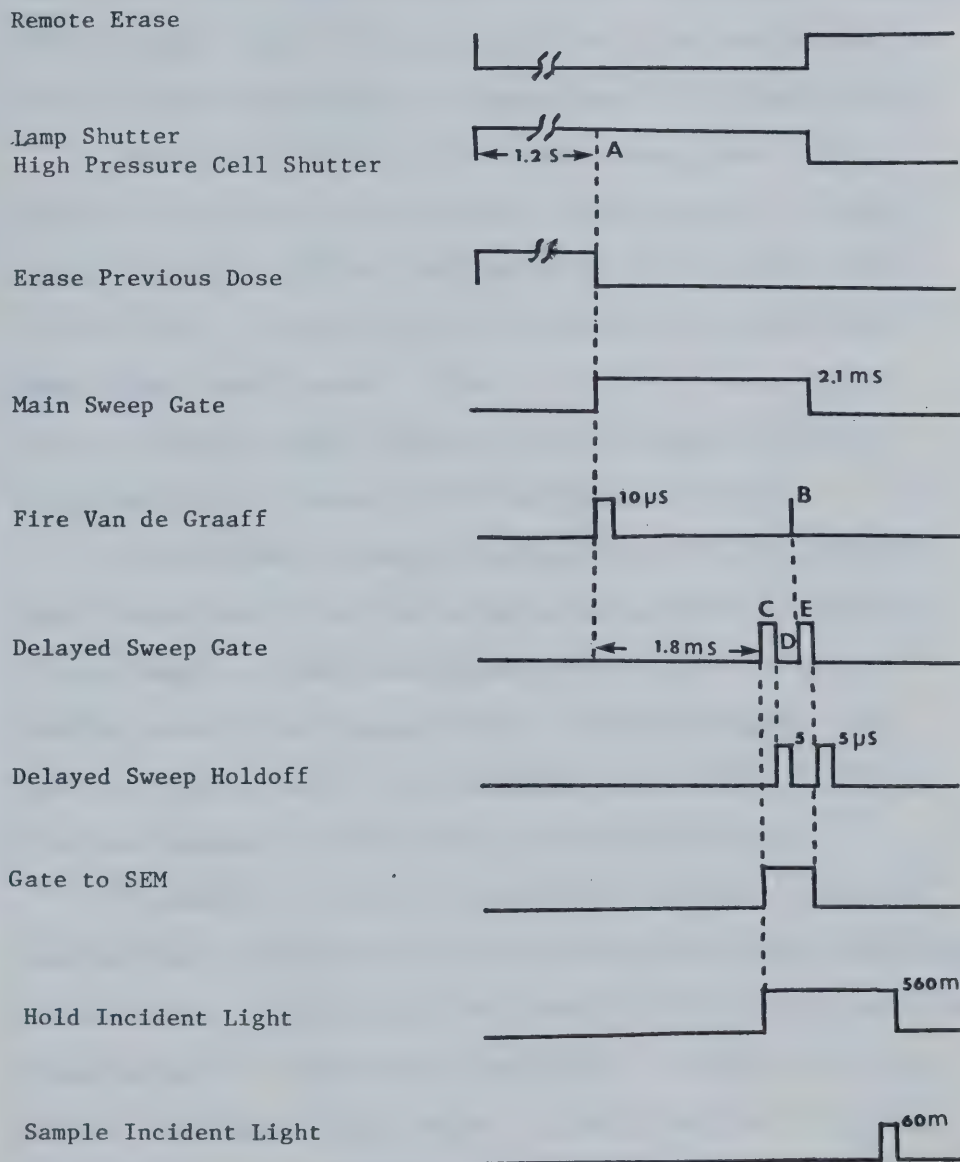 Remote Erase
Lamp Shutter
High Pressure Cell Shutter
1.2 S
A
Erase Previous Dose
2.1 mS
Main Sweep Gate
10 µS
B
Fire Van de Graaff
C
E
D
Delayed Sweep Gate
1.8 mS
5
5 µS
Delayed Sweep Holdoff
Gate to SEM
560m
Hold Incident Light
60m
Sample Incident Light